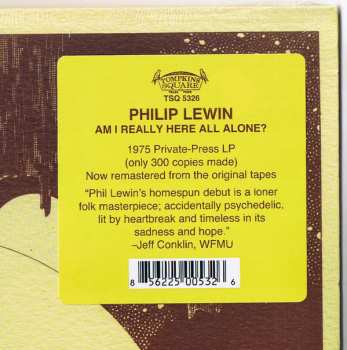 TOMPKINS
SQUARE
TSQ 5326
PHILIP LEWIN
AM I REALLY HERE ALL ALONE?
1975 Private-Press LP
(only 300 copies made)
Now remastered from the original tapes
"Phil Lewin's homespun debut is a loner
folk masterpiece; accidentally psychedelic,
lit by heartbreak and timeless in its
sadness and hope."
–Jeff Conklin, WFMU
8 56225 00532 6